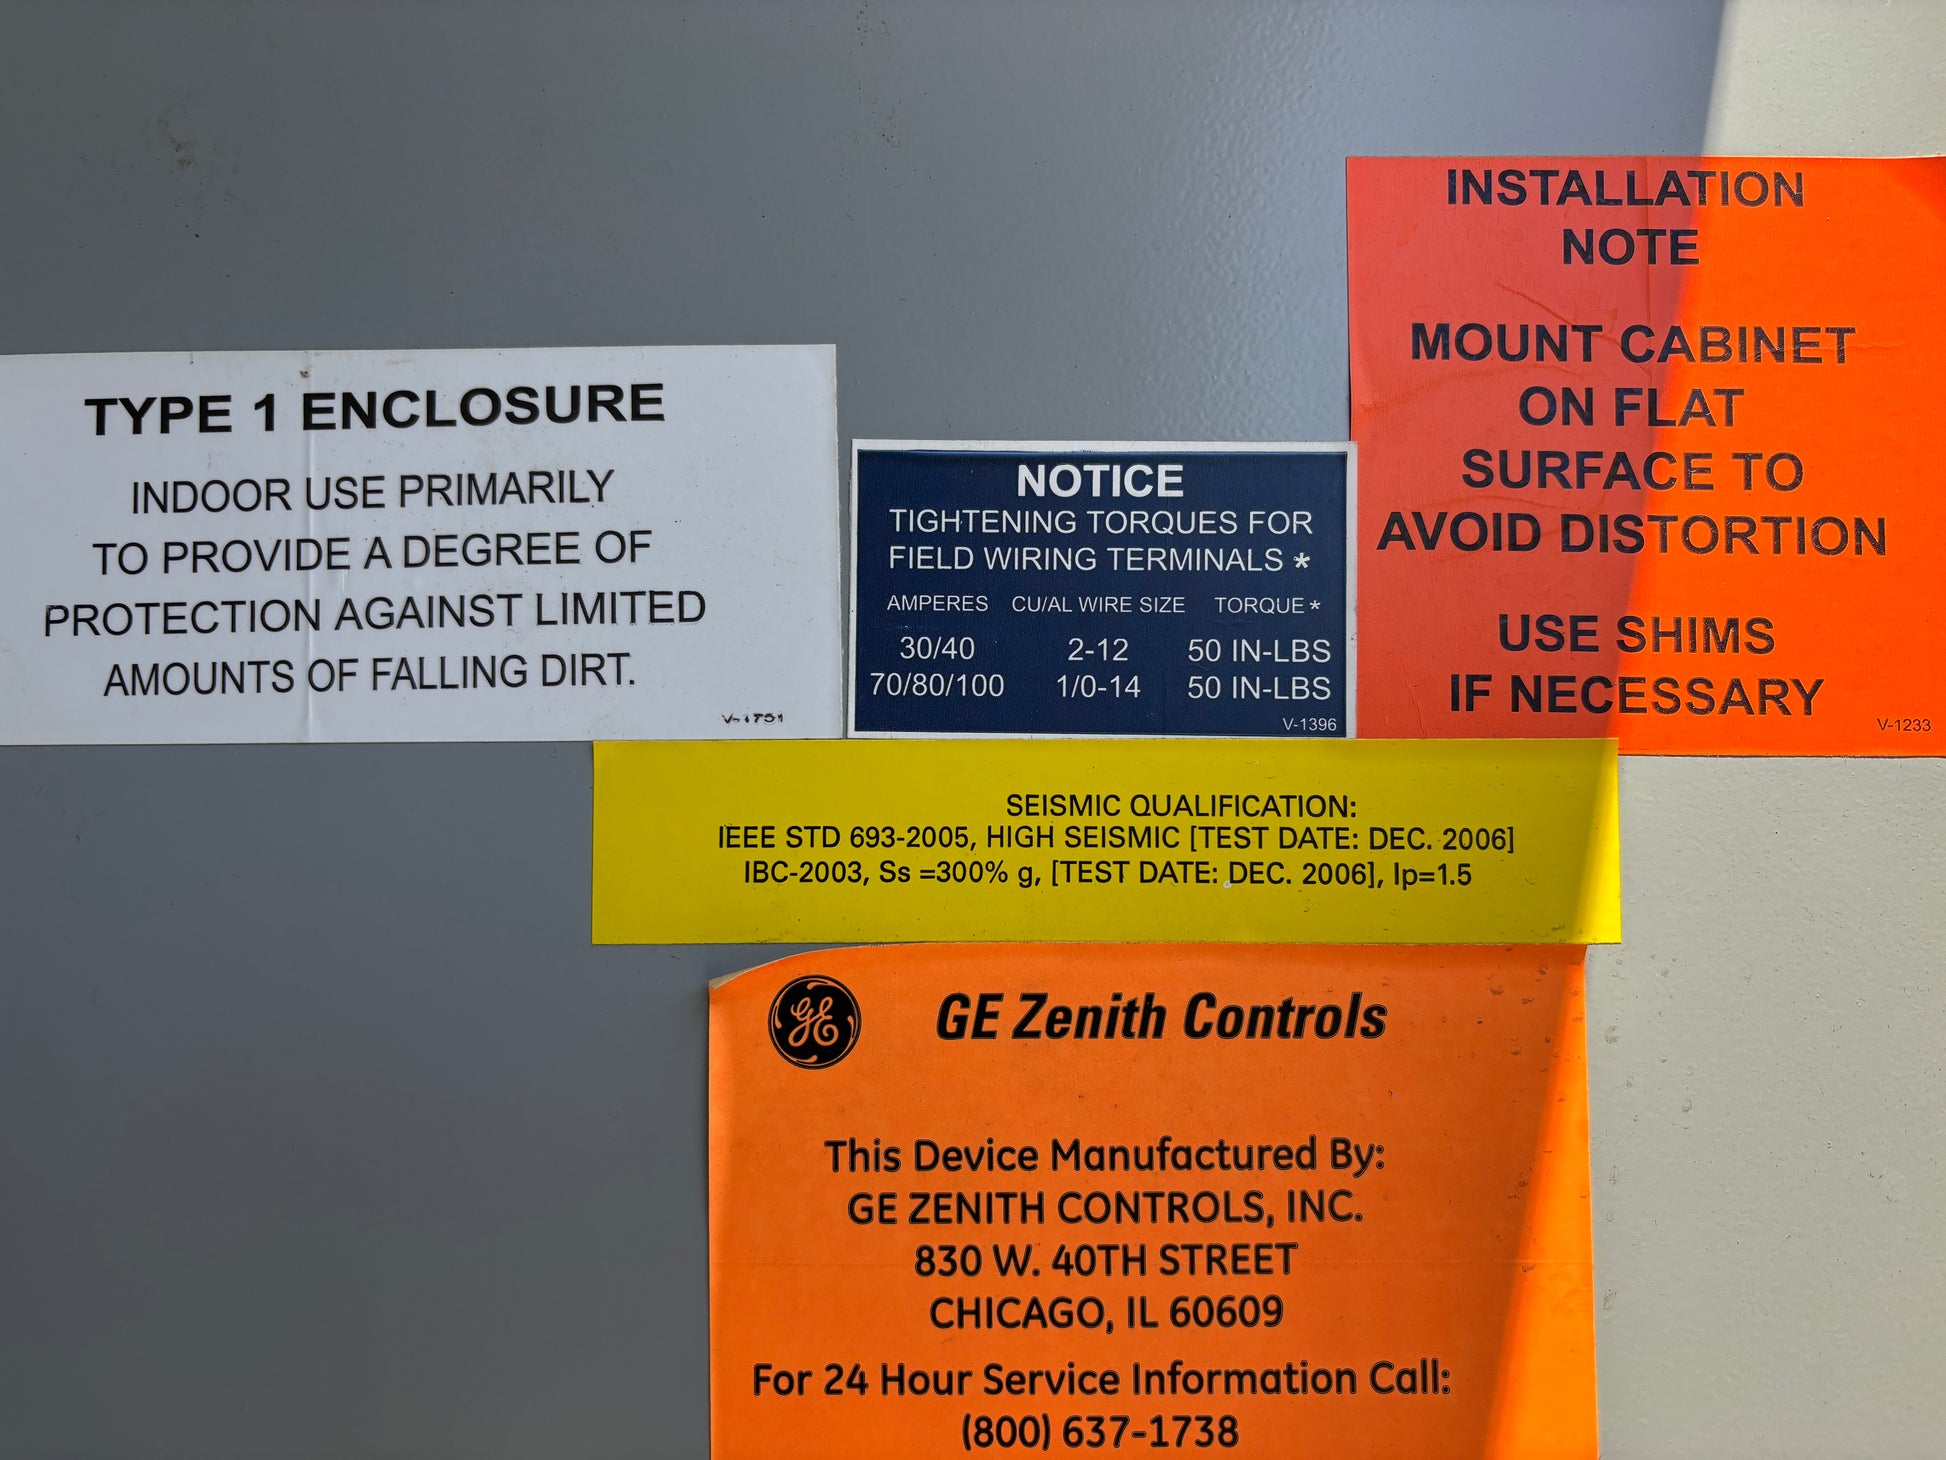 TYPE 1 ENCLOSURE
INDOOR USE PRIMARILY
TO PROVIDE A DEGREE OF
PROTECTION AGAINST LIMITED
AMOUNTS OF FALLING DIRT.
V-1751
NOTICE
TIGHTENING TORQUES FOR
FIELD WIRING TERMINALS *
AMPERES CU/AL WIRE SIZE TORQUE *
30/40 2-12 50 IN-LBS
70/80/100 1/0-14 50 IN-LBS
V-1396
INSTALLATION
NOTE
MOUNT CABINET
ON FLAT
SURFACE TO
AVOID DISTORTION
USE SHIMS
IF NECESSARY
V-1233
SEISMIC QUALIFICATION:
IEEE STD 693-2005, HIGH SEISMIC [TEST DATE: DEC. 2006]
IBC-2003, Ss =300% g, [TEST DATE: DEC. 2006], Ip=1.5
GE GE Zenith Controls
This Device Manufactured By:
GE ZENITH CONTROLS, INC.
830 W. 40TH STREET
CHICAGO, IL 60609
For 24 Hour Service Information Call:
(800) 637-1738